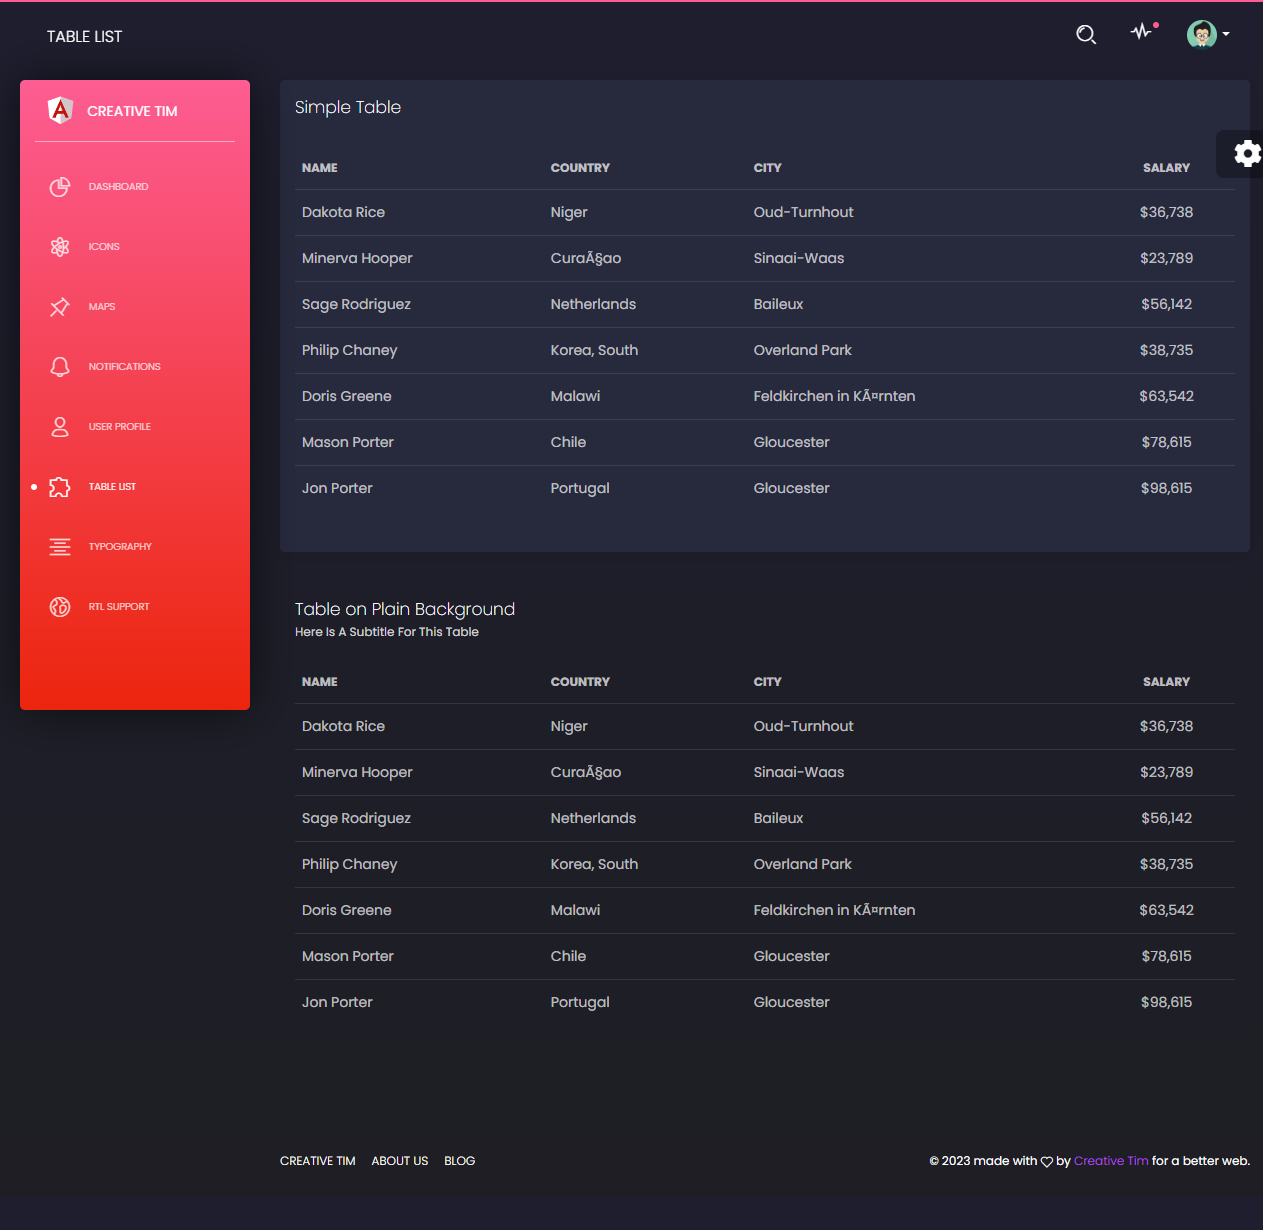 TABLE LIST
CREATIVE TIM
DASHBOARD
ICONS
MAPS
NOTIFICATIONS
USER PROFILE
TABLE LIST
TYPOGRAPHY
RTL SUPPORT
Simple Table
NAME COUNTRY CITY SALARY
Dakota Rice Niger Oud-Turnhout $36,738
Minerva Hooper CuraÃ§ao Sinaai-Waas $23,789
Sage Rodriguez Netherlands Baileux $56,142
Philip Chaney Korea, South Overland Park $38,735
Doris Greene Malawi Feldkirchen in KÃ¤rnten $63,542
Mason Porter Chile Gloucester $78,615
Jon Porter Portugal Gloucester $98,615
Table on Plain Background
Here Is A Subtitle For This Table
NAME COUNTRY CITY SALARY
Dakota Rice Niger Oud-Turnhout $36,738
Minerva Hooper CuraÃ§ao Sinaai-Waas $23,789
Sage Rodriguez Netherlands Baileux $56,142
Philip Chaney Korea, South Overland Park $38,735
Doris Greene Malawi Feldkirchen in KÃ¤rnten $63,542
Mason Porter Chile Gloucester $78,615
Jon Porter Portugal Gloucester $98,615
CREATIVE TIM ABOUT US BLOG
© 2023 made with ♡ by Creative Tim for a better web.